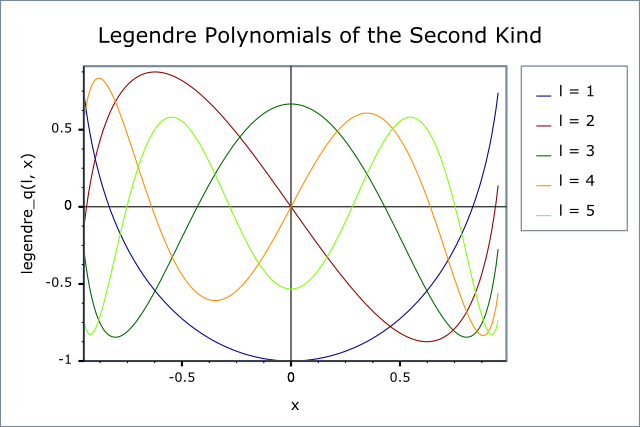 Legendre Polynomials of the Second Kind
legendre_q(l, x)
0.5
0
-0.5
-1
-0.5
0
0.5
x
l = 1
l = 2
l = 3
l = 4
l = 5